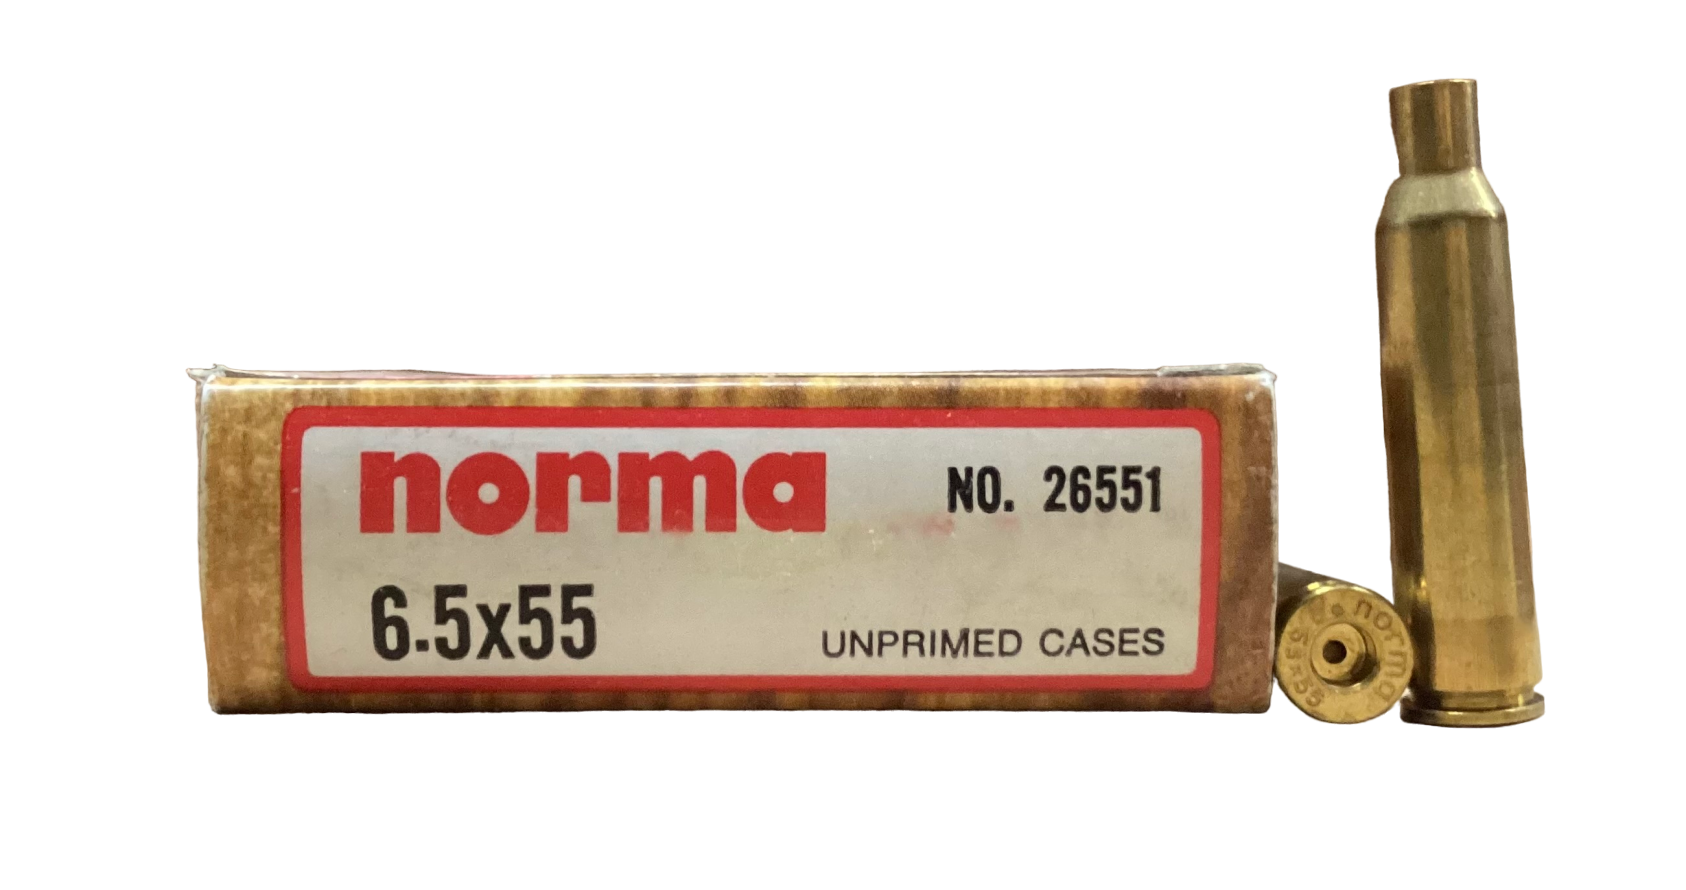 norma
NO. 26551
6.5x55
UNPRIMED CASES
norma
6.5x55